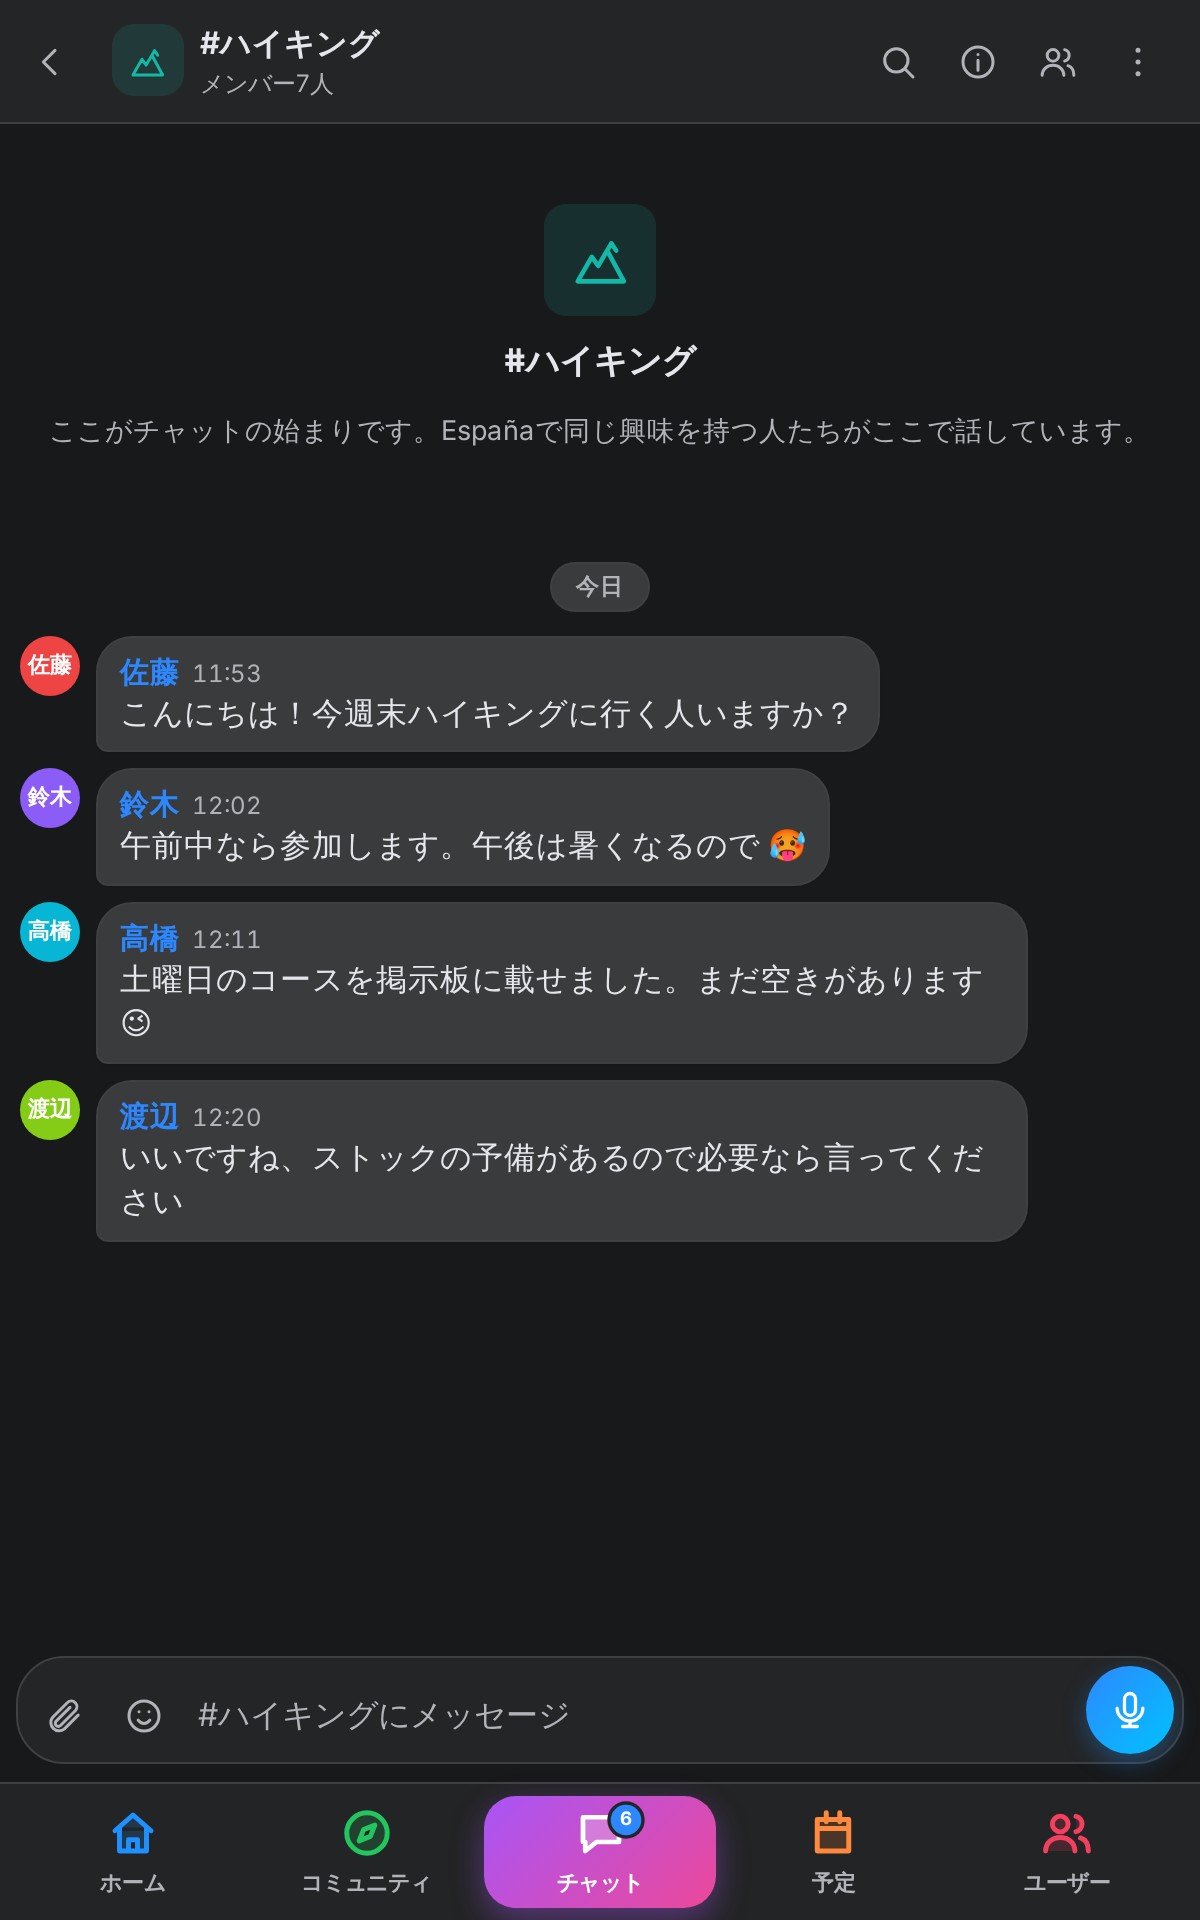 #ハイキング
メンバー7人
#ハイキング
ここがチャットの始まりです。Españaで同じ興味を持つ人たちがここで話しています。
今日
佐藤
佐藤 11:53
こんにちは！今週末ハイキングに行く人いますか？
鈴木
鈴木 12:02
午前中なら参加します。午後は暑くなるので 🥵
高橋
高橋 12:11
土曜日のコースを掲示板に載せました。まだ空きがあります
😉
渡辺
渡辺 12:20
いいですね、ストックの予備があるので必要なら言ってくだ
さい
#ハイキングにメッセージ
6
ホーム
コミュニティ
チャット
予定
ユーザー